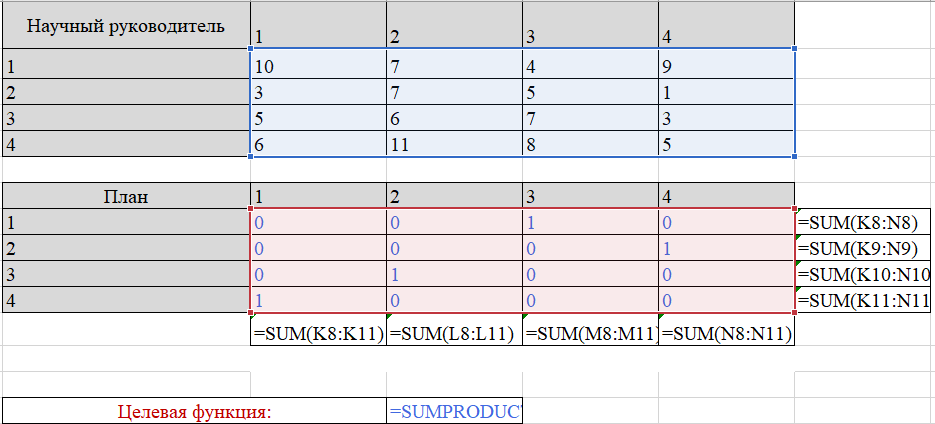 Научный руководитель 1 2 3 4
1 10 7 4 9
2 3 7 5 1
3 5 6 7 3
4 6 11 8 5
План 1 2 3 4
1 0 0 1 0 =SUM(K8:N8)
2 0 0 0 1 =SUM(K9:N9)
3 0 1 0 0 =SUM(K10:N10
4 1 0 0 0 =SUM(K11:N11
=SUM(K8:K11) =SUM(L8:L11) =SUM(M8:M11) =SUM(N8:N11)
Целевая функция: =SUMPRODUC